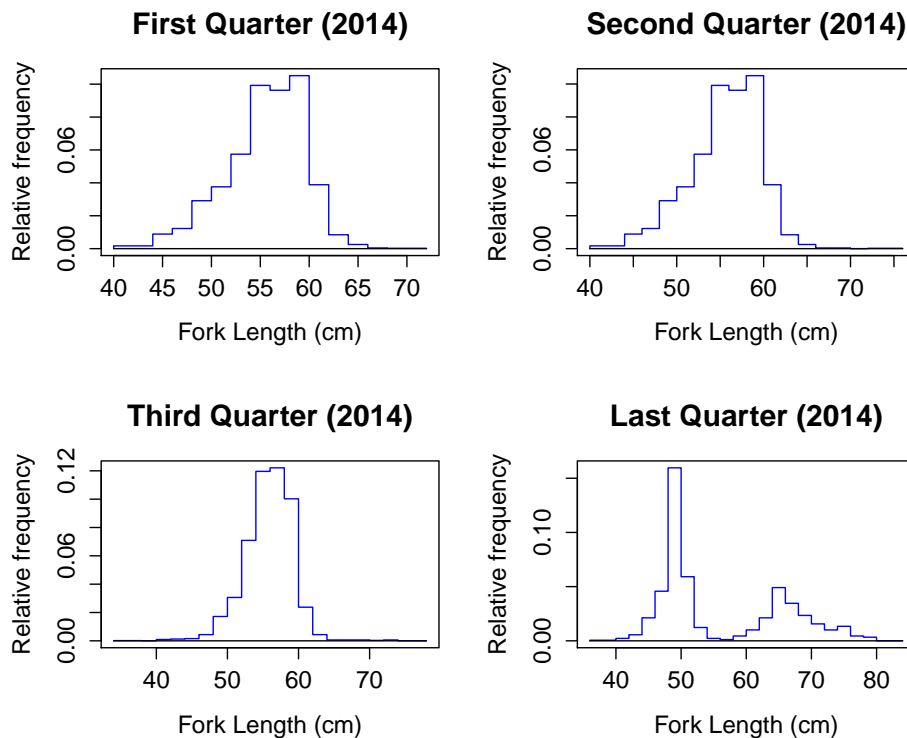 First Quarter (2014)
Relative frequency
0.00 0.06
40 45 50 55 60 65 70
Fork Length (cm)
Second Quarter (2014)
Relative frequency
0.00 0.06
40 50 60 70
Fork Length (cm)
Third Quarter (2014)
Relative frequency
0.00 0.06 0.12
40 50 60 70
Fork Length (cm)
Last Quarter (2014)
Relative frequency
0.00 0.10
40 50 60 70 80
Fork Length (cm)